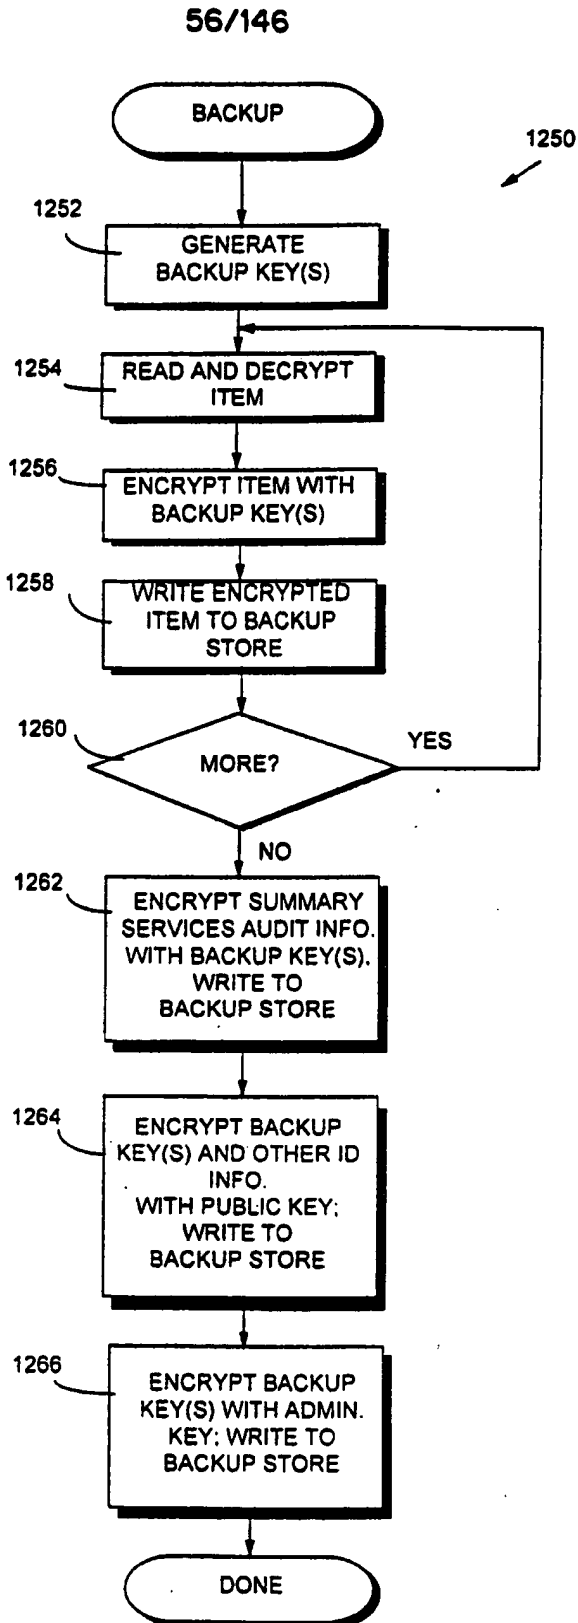 56/146
BACKUP
1250
1252
GENERATE
BACKUP KEY(S)
1254
READ AND DECRYPT
ITEM
1256
ENCRYPT ITEM WITH
BACKUP KEY(S)
1258
WRITE ENCRYPTED
ITEM TO BACKUP
STORE
1260
MORE?
YES
NO
1262
ENCRYPT SUMMARY
SERVICES AUDIT INFO.
WITH BACKUP KEY(S).
WRITE TO
BACKUP STORE
1264
ENCRYPT BACKUP
KEY(S) AND OTHER ID
INFO.
WITH PUBLIC KEY;
WRITE TO
BACKUP STORE
1266
ENCRYPT BACKUP
KEY(S) WITH ADMIN.
KEY; WRITE TO
BACKUP STORE
DONE